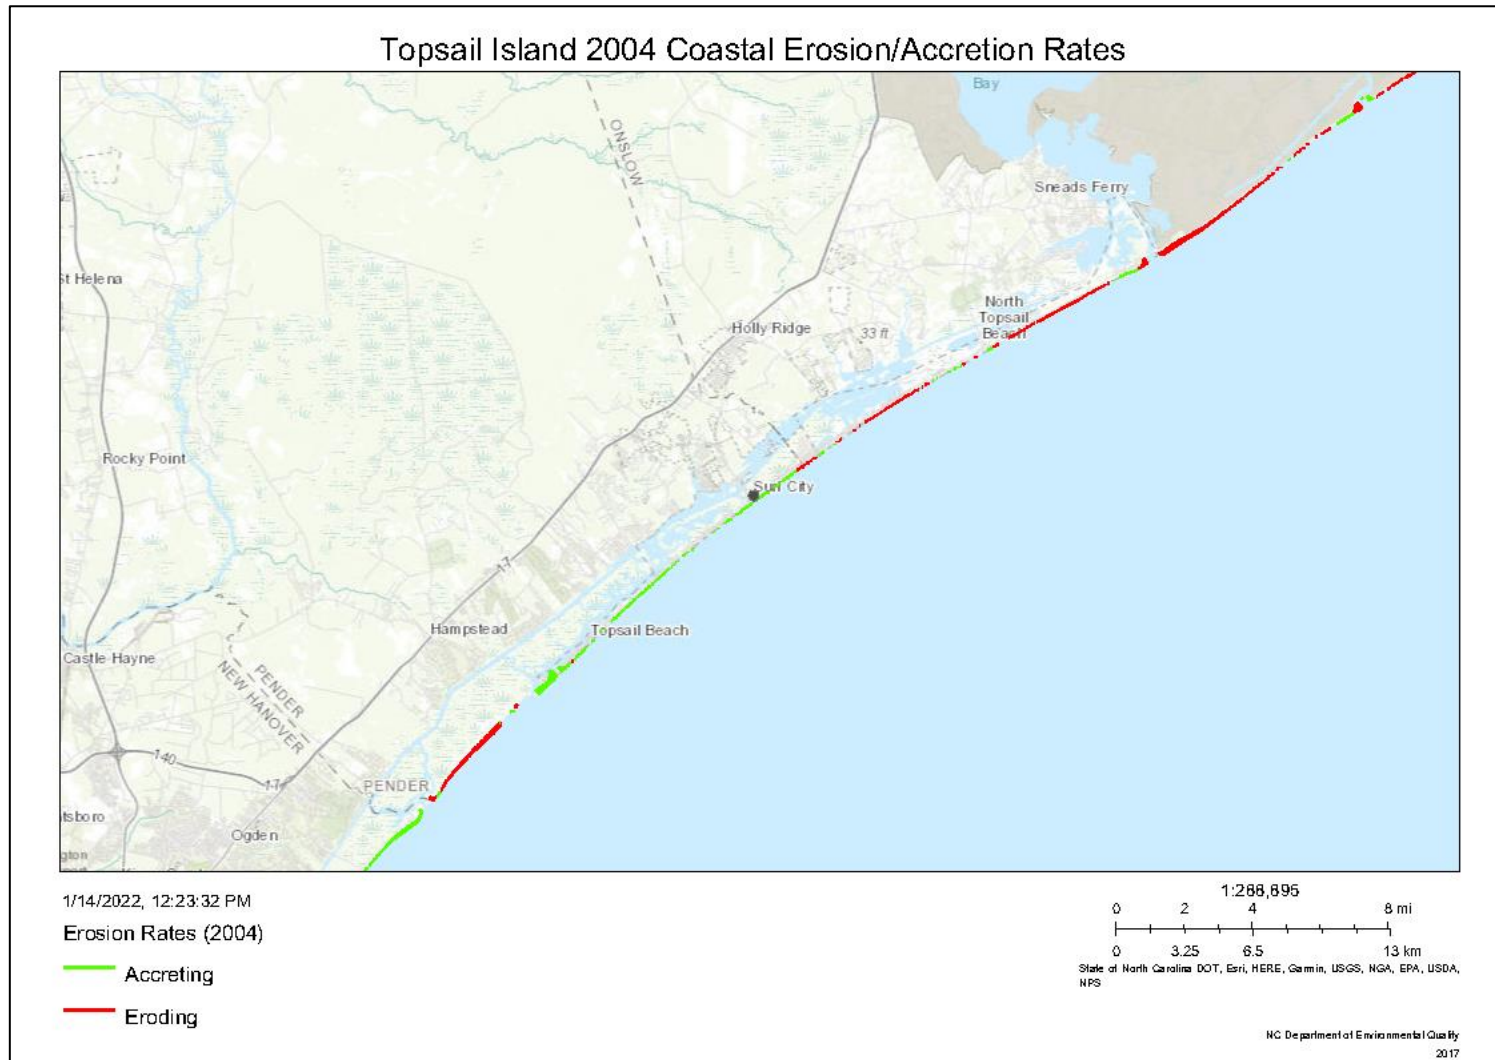 Topsail Island 2004 Coastal Erosion/Accretion Rates
Bay
ONSLOW
Sneads Ferry
St Helena
North
Topsail
Beach
Holly Ridge
33 ft
Rocky Point
Surf City
17
Hampstead
Topsail Beach
Castle Hayne
PENDER
NEW HANOVER
140
17
PENDER
ntsboro
Ogden
gton
1/14/2022, 12:23:32 PM
Erosion Rates (2004)
Accreting
Eroding
1:288,895
0 2 4 8 mi
0 3.25 6.5 13 km
State of North Carolina DOT, Esri, HERE, Garmin, USGS, NGA, EPA, USDA,
NPS
NC Department of Environmental Quality
2017